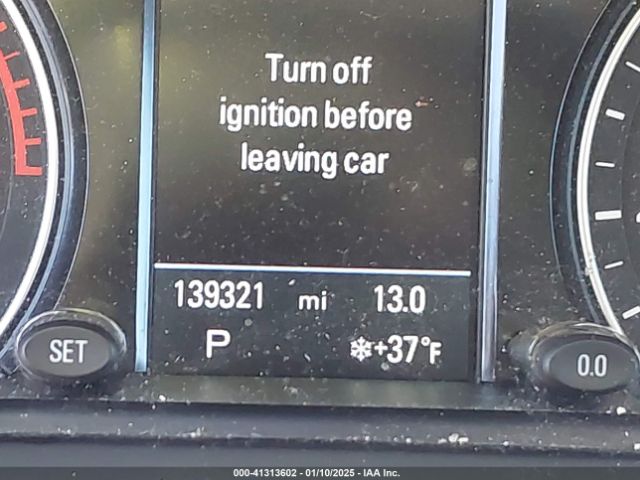 Turn off
ignition before
leaving car
139321 mi 13.0
P ❄+37°F
SET
0.0
000-41313602 - 01/10/2025 - IAA Inc.